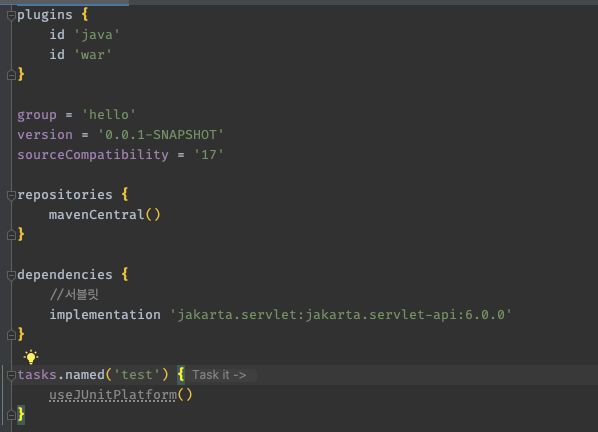 plugins {
    id 'java'
    id 'war'
}
group = 'hello'
version = '0.0.1-SNAPSHOT'
sourceCompatibility = '17'
repositories {
    mavenCentral()
}
dependencies {
    //서블릿
    implementation 'jakarta.servlet:jakarta.servlet-api:6.0.0'
}
tasks.named('test') { Task it ->
    useJUnitPlatform()
}